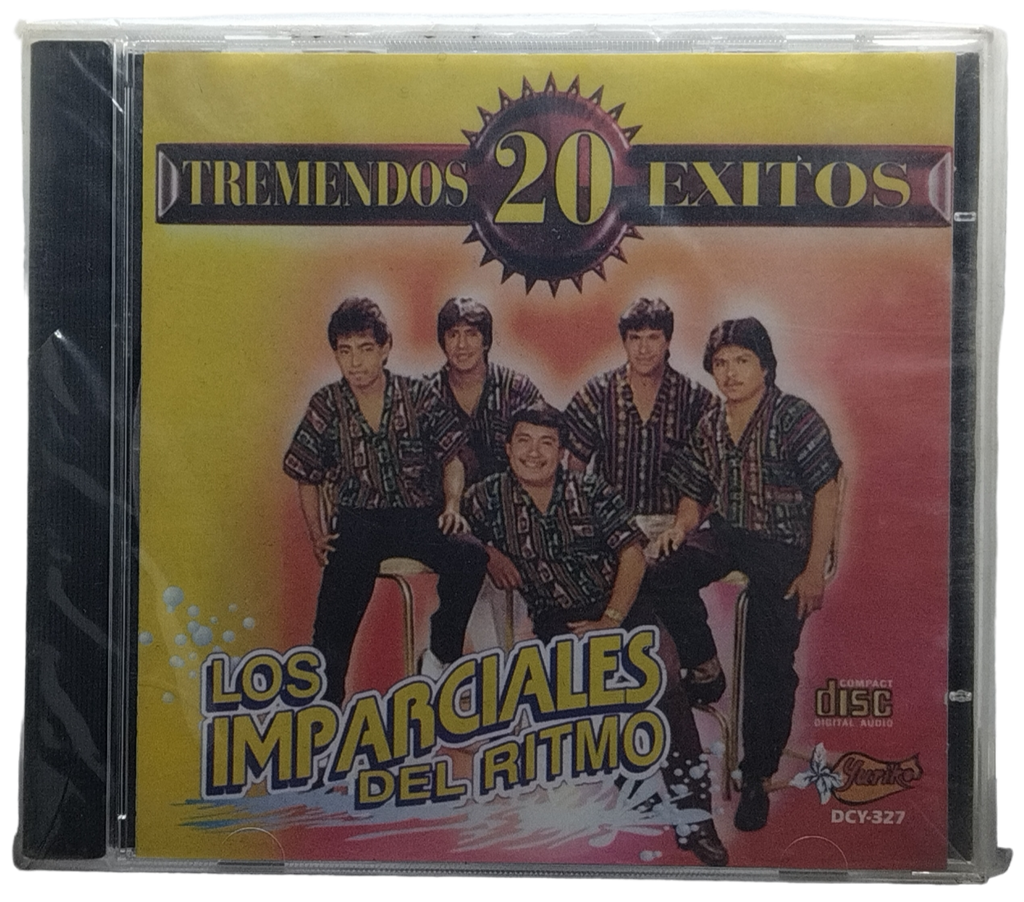 TREMENDOS 20 EXITOS
LOS
IMPARCIALES
DEL RITMO
COMPACT
disc
DIGITAL AUDIO
Yuriko
DCY-327